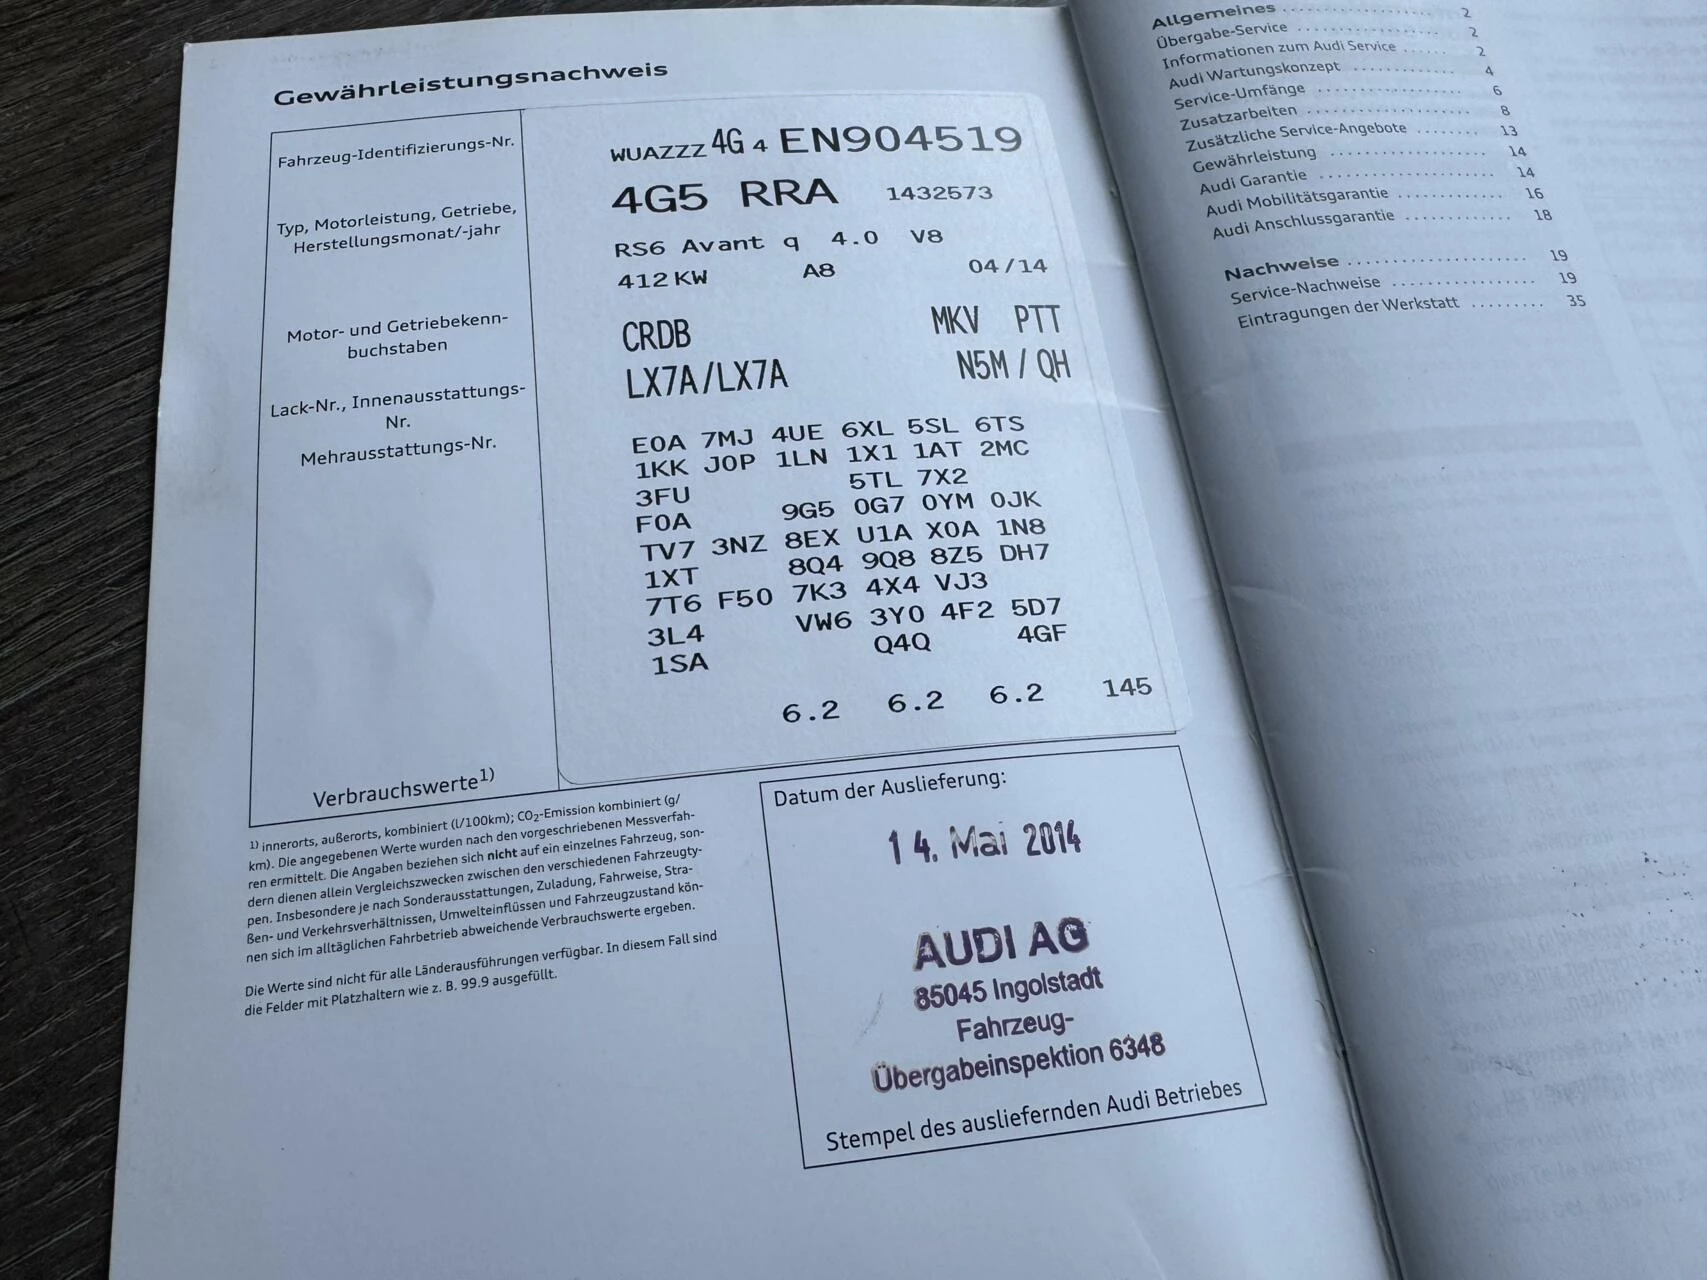 Gewährleistungsnachweis
Fahrzeug-Identifizierungs-Nr.
WUAZZZ 4G 4 EN904519
4G5 RRA 1432573
Typ, Motorleistung, Getriebe,
Herstellungsmonat/-jahr
RS6 Avant q 4.0 V8
412 KW A8 04/14
Motor- und Getriebekenn-
buchstaben
CRDB MKV PTT
Lack-Nr., Innenausstattungs-
Nr.
LX7A/LX7A N5M / QH
Mehrausstattungs-Nr.
E0A 7MJ 4UE 6XL 5SL 6TS
1KK J0P 1LN 1X1 1AT 2MC
3FU 5TL 7X2
F0A 9G5 0G7 0YM 0JK
TV7 3NZ 8EX U1A X0A 1N8
1XT 8Q4 9Q8 8Z5 DH7
7T6 F50 7K3 4X4 VJ3
3L4 VW6 3Y0 4F2 5D7
1SA Q4Q 4GF
6.2 6.2 6.2 145
Verbrauchswerte1)
1) innerorts, außerorts, kombiniert (l/100km); CO2-Emission kombiniert (g/
km). Die angegebenen Werte wurden nach den vorgeschriebenen Messverfah-
ren ermittelt. Die Angaben beziehen sich nicht auf ein einzelnes Fahrzeug, son-
dern dienen allein Vergleichszwecken zwischen den verschiedenen Fahrzeugty-
pen. Insbesondere je nach Sonderausstattungen, Zuladung, Fahrweise, Stra-
ßen- und Verkehrsverhältnissen, Umwelteinflüssen und Fahrzeugzustand kön-
nen sich im alltäglichen Fahrbetrieb abweichende Verbrauchswerte ergeben.
Die Werte sind nicht für alle Länderausführungen verfügbar. In diesem Fall sind
die Felder mit Platzhaltern wie z. B. 99.9 ausgefüllt.
Datum der Auslieferung:
14. Mai 2014
AUDI AG
85045 Ingolstadt
Fahrzeug-
Übergabeinspektion 6348
Stempel des ausliefernden Audi Betriebes
Allgemeines 2
Übergabe-Service 2
Informationen zum Audi Service 2
Audi Wartungskonzept 4
Service-Umfänge 6
Zusatzarbeiten 8
Zusätzliche Service-Angebote 13
Gewährleistung 14
Audi Garantie 14
Audi Mobilitätsgarantie 16
Audi Anschlussgarantie 18
Nachweise 19
Service-Nachweise 19
Eintragungen der Werkstatt 35